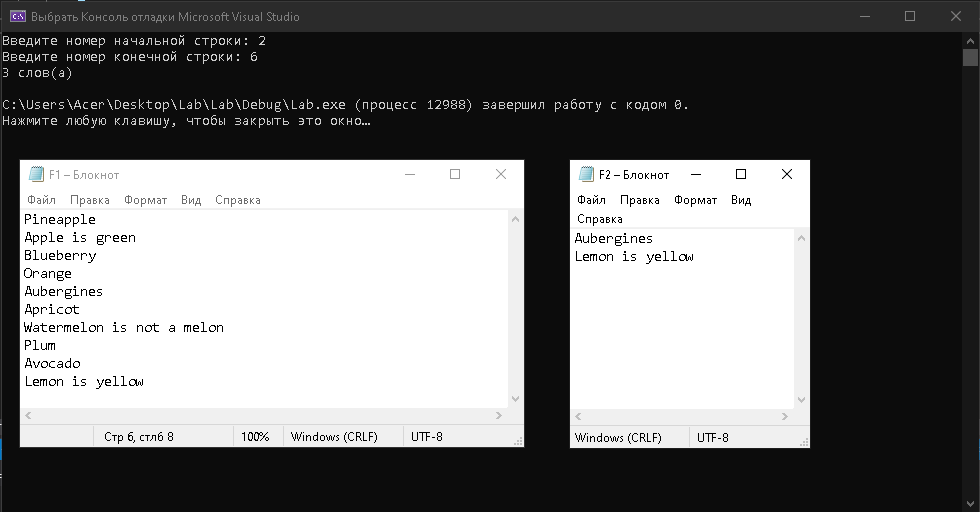 Выбрать Консоль отладки Microsoft Visual Studio
Введите номер начальной строки: 2
Введите номер конечной строки: 6
3 слов(а)
C:\Users\Acer\Desktop\Lab\Lab\Debug\Lab.exe (процесс 12988) завершил работу с кодом 0.
Нажмите любую клавишу, чтобы закрыть это окно…
F1 – Блокнот
Файл Правка Формат Вид Справка
Pineapple
Apple is green
Blueberry
Orange
Aubergines
Apricot
Watermelon is not a melon
Plum
Avocado
Lemon is yellow
Стр 6, стлб 8 100% Windows (CRLF) UTF-8
F2 – Блокнот
Файл Правка Формат Вид
Справка
Aubergines
Lemon is yellow
Windows (CRLF) UTF-8